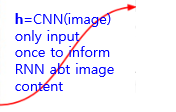 h=CNN(image)
only input
once to inform
RNN abt image
content